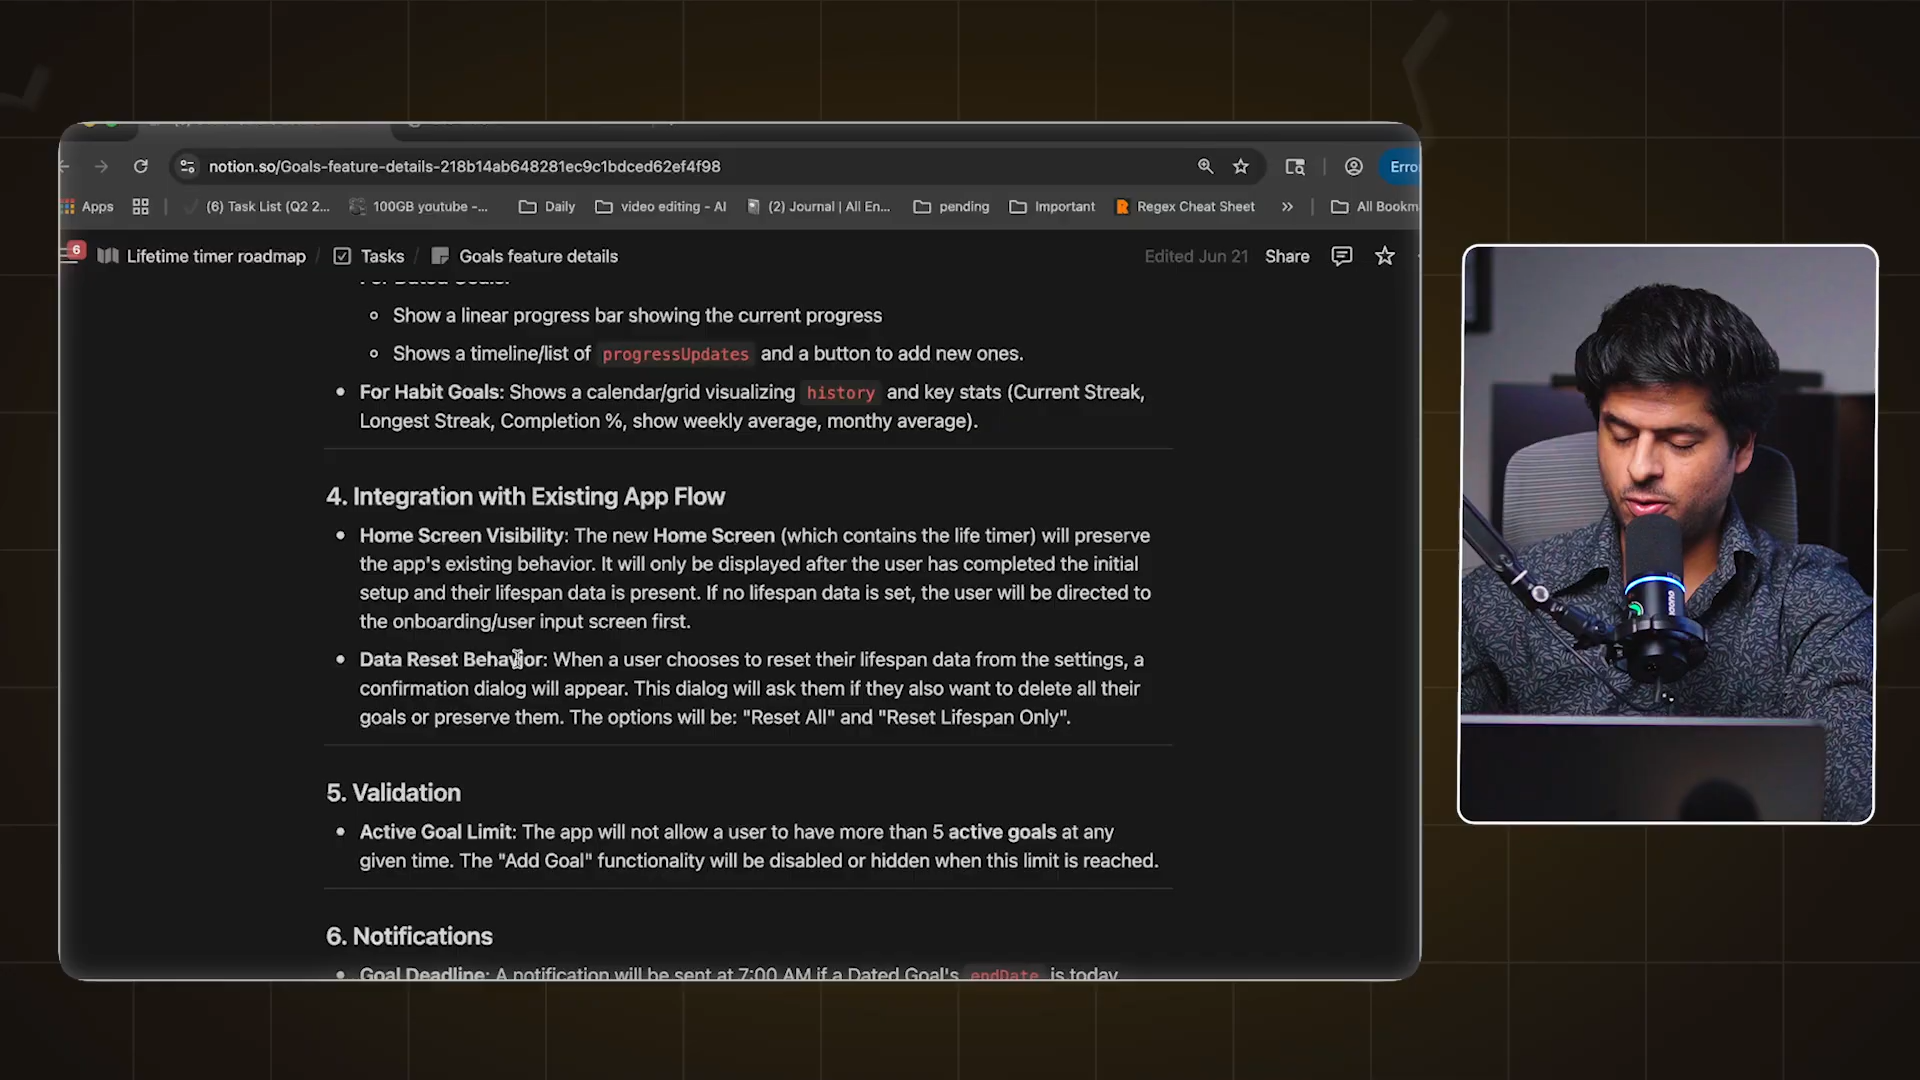 notion.so/Goals-feature-details-218b14ab648281ec9c1bdced62ef4f98
Erro
Apps
(6) Task List (Q2 2...
100GB youtube -...
Daily
video editing - AI
(2) Journal | All En...
pending
Important
Regex Cheat Sheet
»
All Bookm
6
Lifetime timer roadmap / Tasks / Goals feature details
Edited Jun 21
Share
For Dated Goals:
Show a linear progress bar showing the current progress
Shows a timeline/list of progressUpdates and a button to add new ones.
For Habit Goals: Shows a calendar/grid visualizing history and key stats (Current Streak,
Longest Streak, Completion %, show weekly average, monthy average).
4. Integration with Existing App Flow
Home Screen Visibility: The new Home Screen (which contains the life timer) will preserve
the app's existing behavior. It will only be displayed after the user has completed the initial
setup and their lifespan data is present. If no lifespan data is set, the user will be directed to
the onboarding/user input screen first.
Data Reset Behavior: When a user chooses to reset their lifespan data from the settings, a
confirmation dialog will appear. This dialog will ask them if they also want to delete all their
goals or preserve them. The options will be: "Reset All" and "Reset Lifespan Only".
5. Validation
Active Goal Limit: The app will not allow a user to have more than 5 active goals at any
given time. The "Add Goal" functionality will be disabled or hidden when this limit is reached.
6. Notifications
Goal Deadline: A notification will be sent at 7:00 AM if a Dated Goal's endDate is today